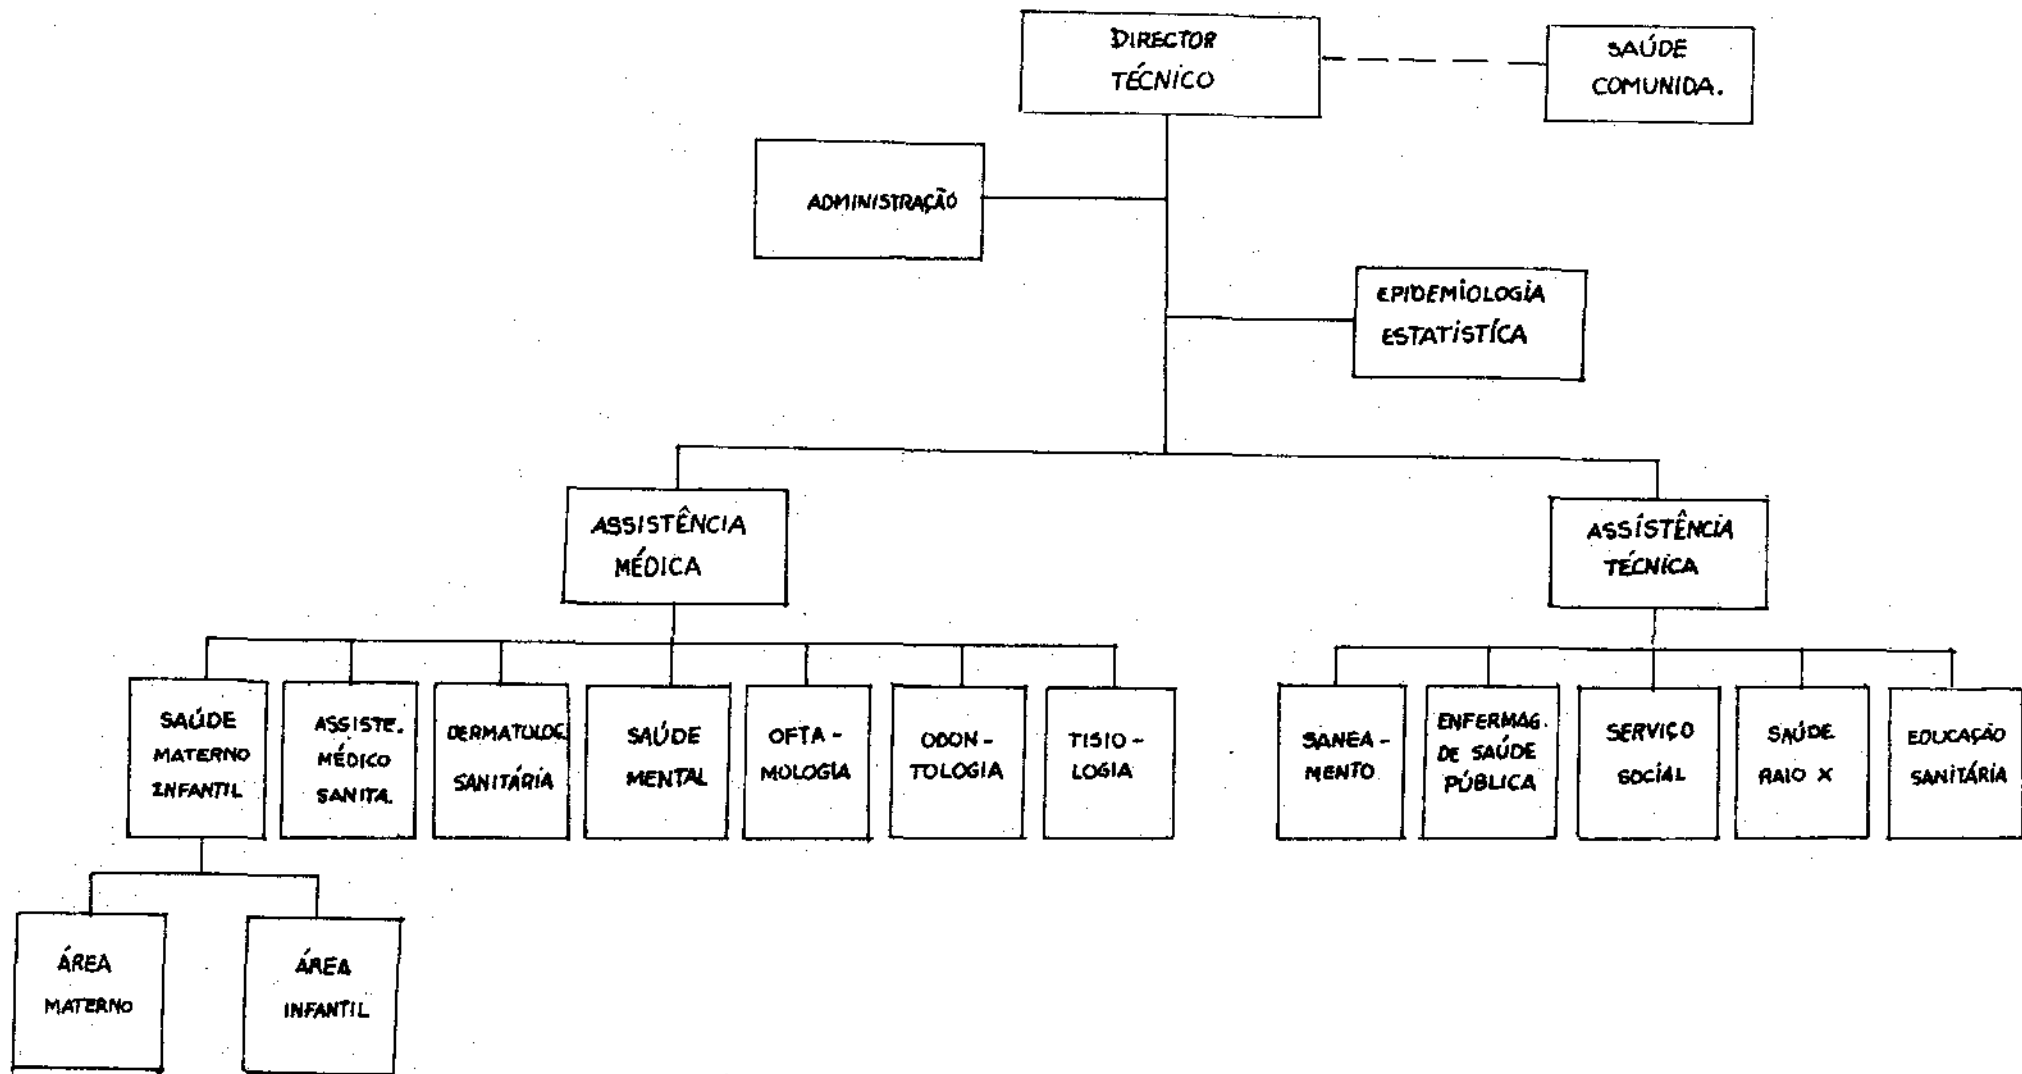 DIRECTOR
TÉCNICO
SAÚDE
COMUNIDA.
ADMINISTRAÇÃO
EPIDEMIOLOGIA
ESTATISTÍCA
ASSISTÊNCIA
MÉDICA
ASSÍSTÊNCIA
TÉCNICA
SAÚDE
MATERNO
INFANTIL
ASSISTE.
MÉDICO
SANITA.
DERMATOLOG.
SANITÁRIA
SAÚDE
MENTAL
OFTA-
MOLOGIA
ODON-
TOLOGIA
TISIO-
LOGIA
SANEA-
MENTO
ENFERMAG.
DE SAÚDE
PÚBLICA
SERVIÇO
SOCIAL
SAÚDE
RAIO X
EDUCAÇÃO
SANITÁRIA
ÁREA
MATERNO
ÁREA
INFANTIL